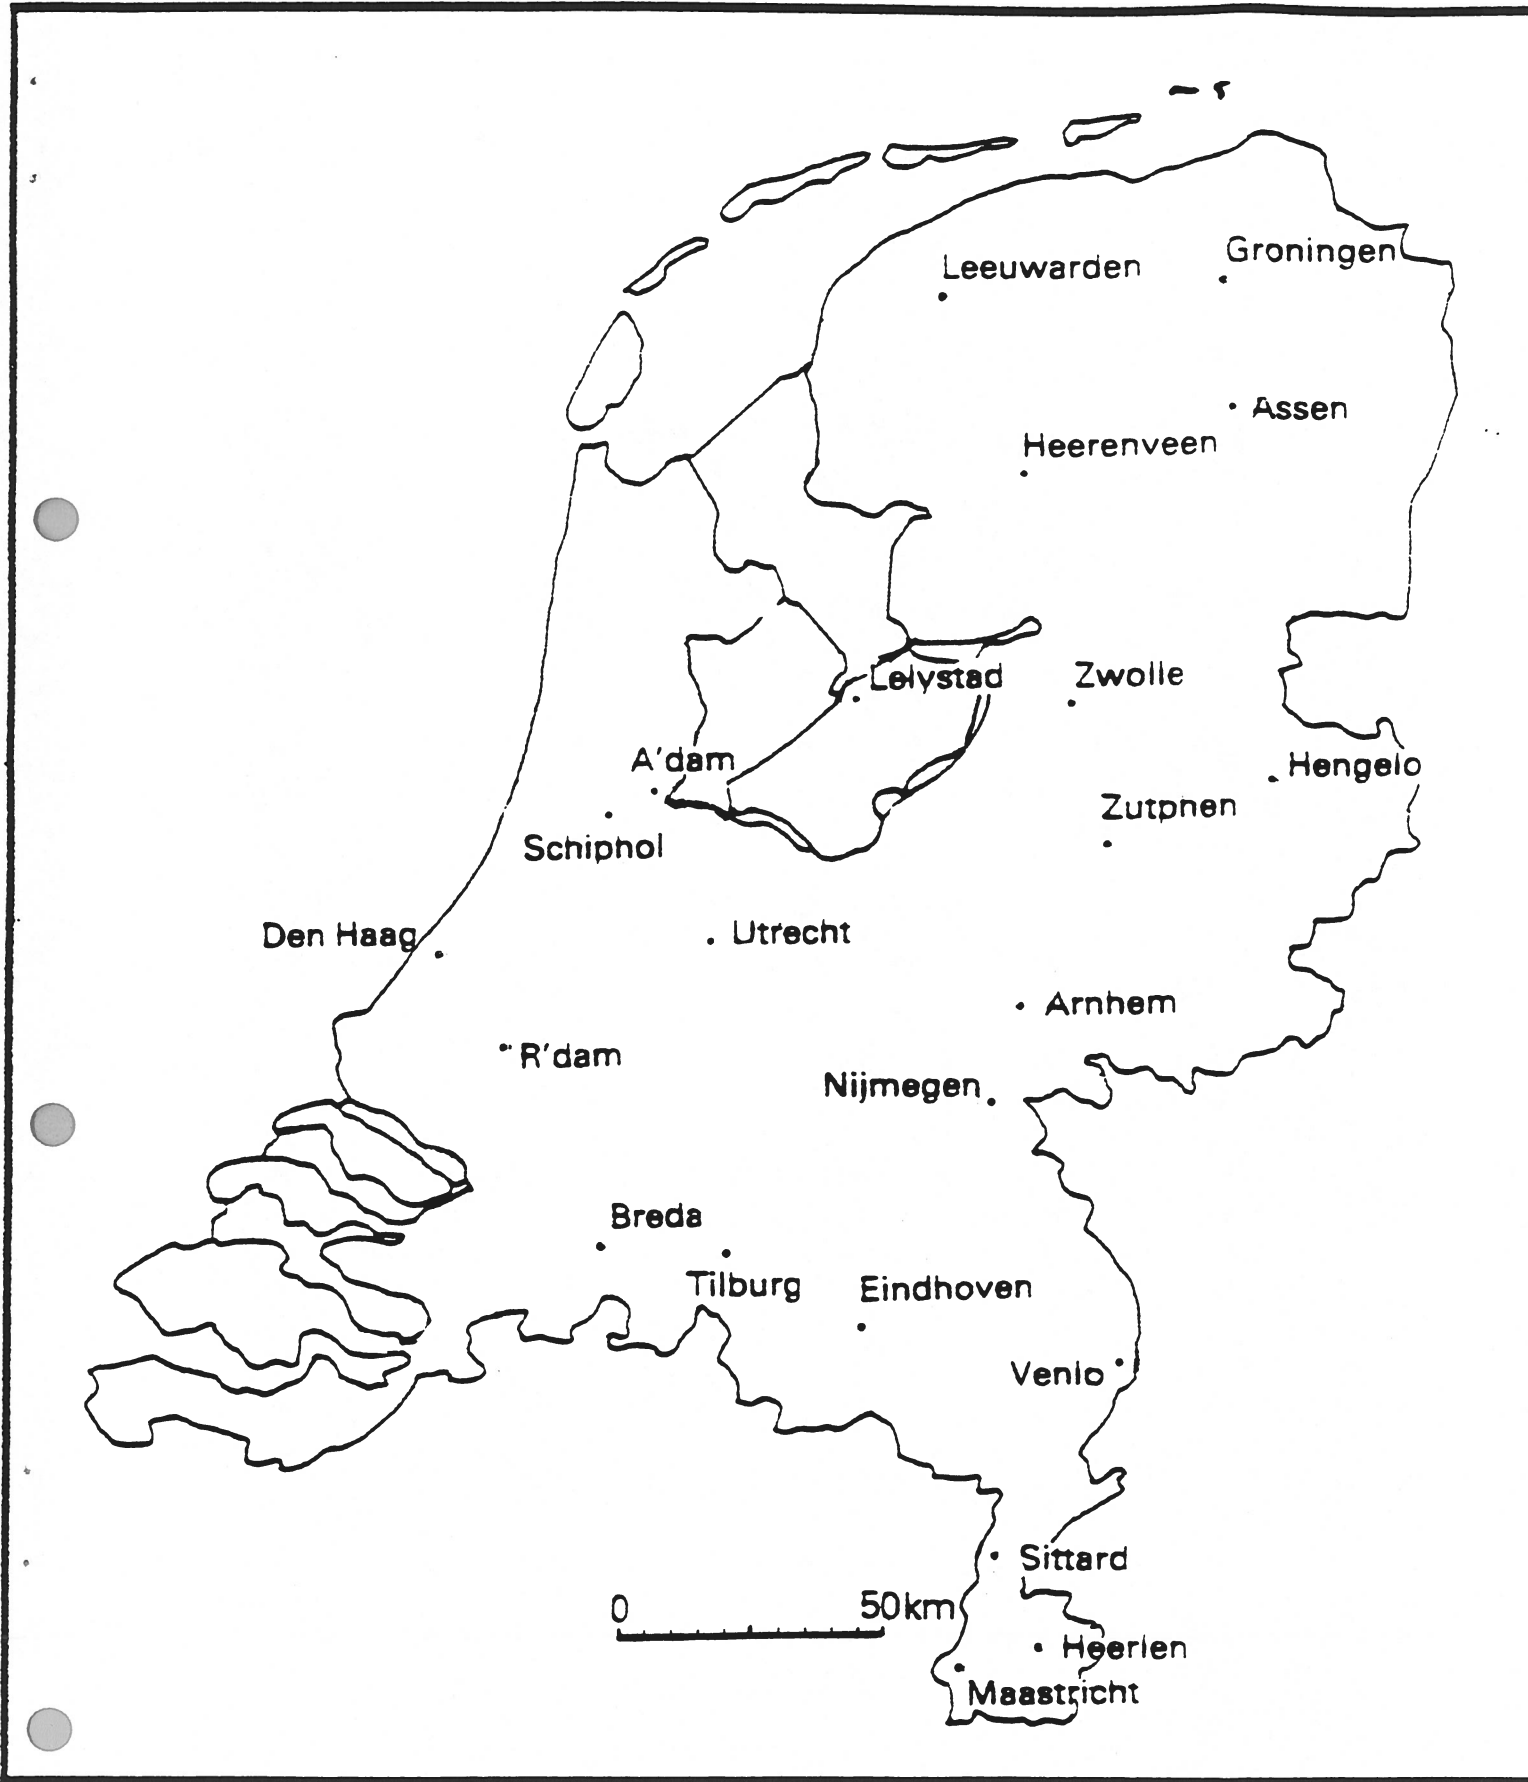 Groningen
Leeuwarden
Assen
Heerenveen
Lelystad
Zwolle
A'dam
Hengelo
Zutphen
Schiphol
Den Haag
Utrecht
Arnhem
R'dam
Nijmegen
Breda
Tilburg
Eindhoven
Venlo
Sittard
0 50km
Heerlen
Maastricht